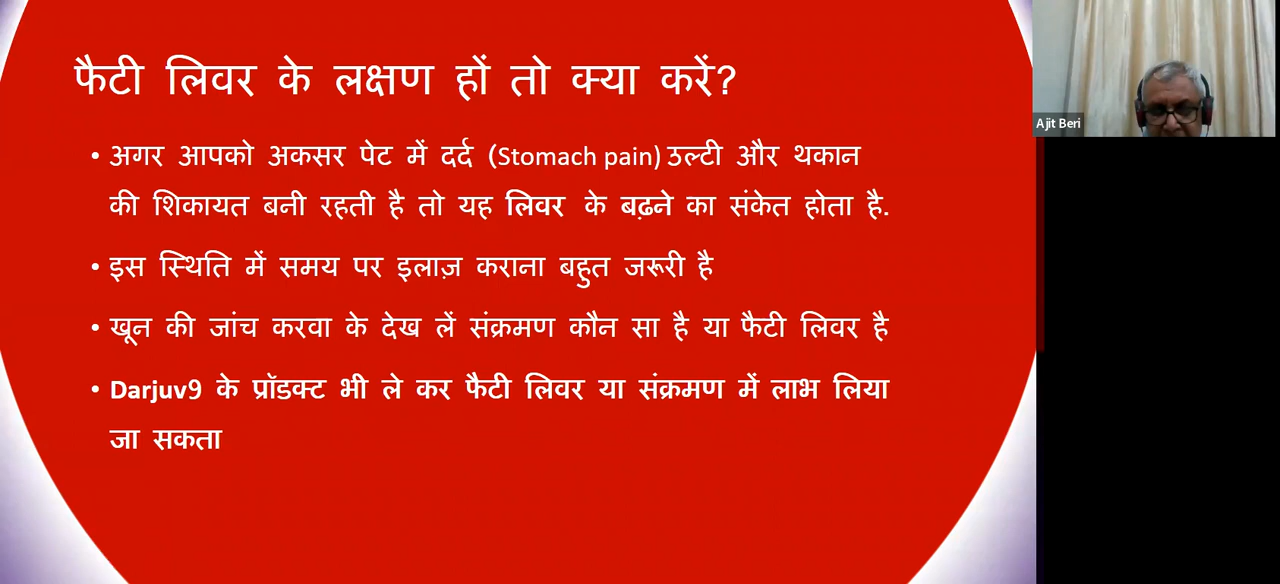 फैटी लिवर के लक्षण हों तो क्या करें?
• अगर आपको अकसर पेट में दर्द (Stomach pain) उल्टी और थकान
की शिकायत बनी रहती है तो यह लिवर के बढ़ने का संकेत होता है.
• इस स्थिति में समय पर इलाज़ कराना बहुत जरूरी है
• खून की जांच करवा के देख लें संक्रमण कौन सा है या फैटी लिवर है
• Darjuv9 के प्रॉडक्ट भी ले कर फैटी लिवर या संक्रमण में लाभ लिया
जा सकता
Ajit Beri